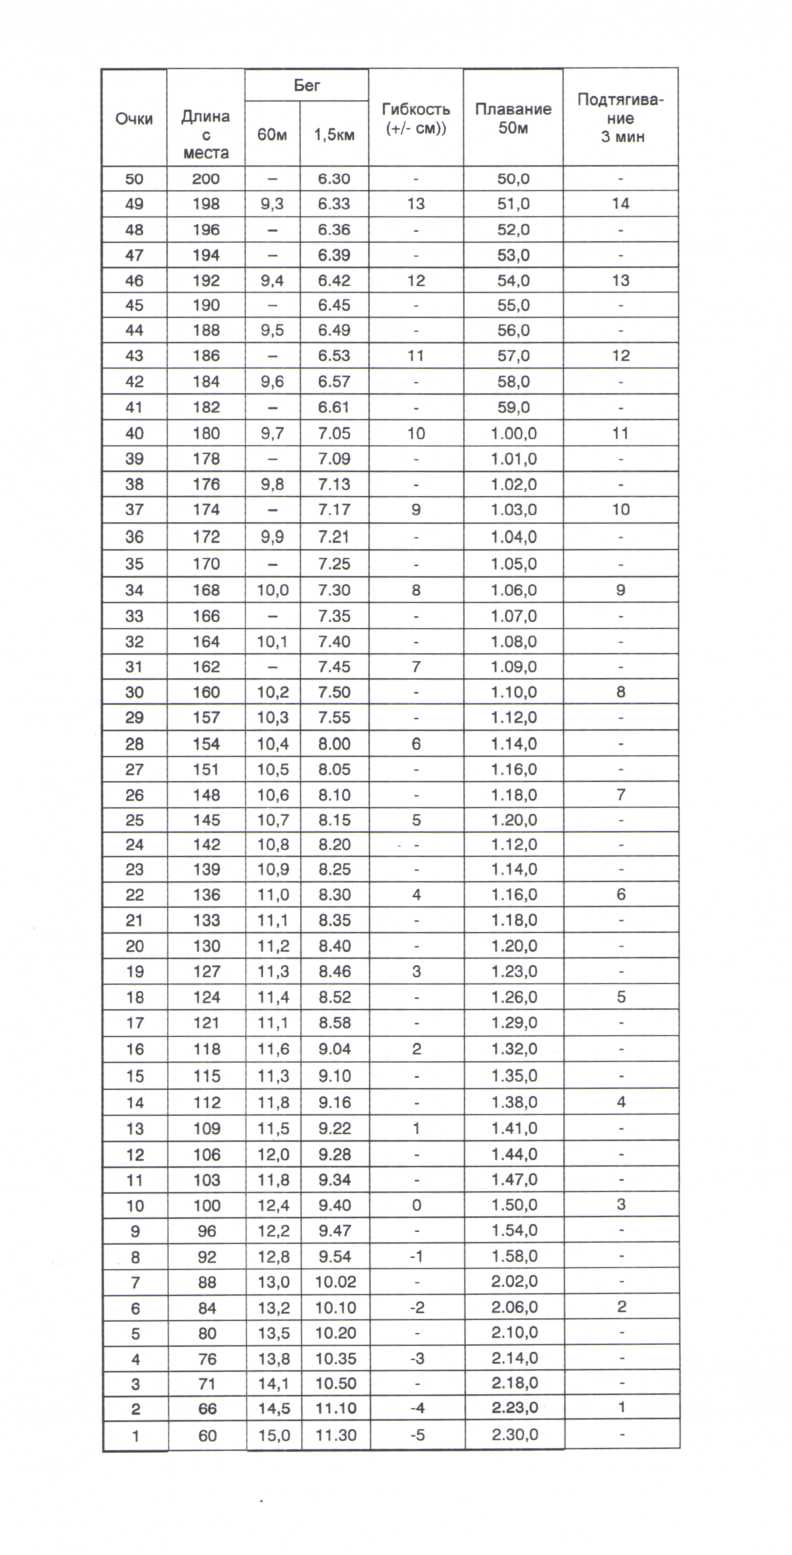 Бег
Очки Длина с места 60м 1,5км Гибкость (+/- см)) Плавание 50м Подтягива-ние 3 мин
50 200 – 6.30 - 50,0 -
49 198 9,3 6.33 13 51,0 14
48 196 – 6.36 - 52,0 -
47 194 – 6.39 - 53,0 -
46 192 9,4 6.42 12 54,0 13
45 190 – 6.45 - 55,0 -
44 188 9,5 6.49 - 56,0 -
43 186 – 6.53 11 57,0 12
42 184 9,6 6.57 - 58,0 -
41 182 – 6.61 - 59,0 -
40 180 9,7 7.05 10 1.00,0 11
39 178 – 7.09 - 1.01,0 -
38 176 9,8 7.13 - 1.02,0 -
37 174 – 7.17 9 1.03,0 10
36 172 9,9 7.21 - 1.04,0 -
35 170 – 7.25 - 1.05,0 -
34 168 10,0 7.30 8 1.06,0 9
33 166 – 7.35 - 1.07,0 -
32 164 10,1 7.40 - 1.08,0 -
31 162 – 7.45 7 1.09,0 -
30 160 10,2 7.50 - 1.10,0 8
29 157 10,3 7.55 - 1.12,0 -
28 154 10,4 8.00 6 1.14,0 -
27 151 10,5 8.05 - 1.16,0 -
26 148 10,6 8.10 - 1.18,0 7
25 145 10,7 8.15 5 1.20,0 -
24 142 10,8 8.20 - 1.12,0 -
23 139 10,9 8.25 - 1.14,0 -
22 136 11,0 8.30 4 1.16,0 6
21 133 11,1 8.35 - 1.18,0 -
20 130 11,2 8.40 - 1.20,0 -
19 127 11,3 8.46 3 1.23,0 -
18 124 11,4 8.52 - 1.26,0 5
17 121 11,1 8.58 - 1.29,0 -
16 118 11,6 9.04 2 1.32,0 -
15 115 11,3 9.10 - 1.35,0 -
14 112 11,8 9.16 - 1.38,0 4
13 109 11,5 9.22 1 1.41,0 -
12 106 12,0 9.28 - 1.44,0 -
11 103 11,8 9.34 - 1.47,0 -
10 100 12,4 9.40 0 1.50,0 3
9 96 12,2 9.47 - 1.54,0 -
8 92 12,8 9.54 -1 1.58,0 -
7 88 13,0 10.02 - 2.02,0 -
6 84 13,2 10.10 -2 2.06,0 2
5 80 13,5 10.20 - 2.10,0 -
4 76 13,8 10.35 -3 2.14,0 -
3 71 14,1 10.50 - 2.18,0 -
2 66 14,5 11.10 -4 2.23,0 1
1 60 15,0 11.30 -5 2.30,0 -